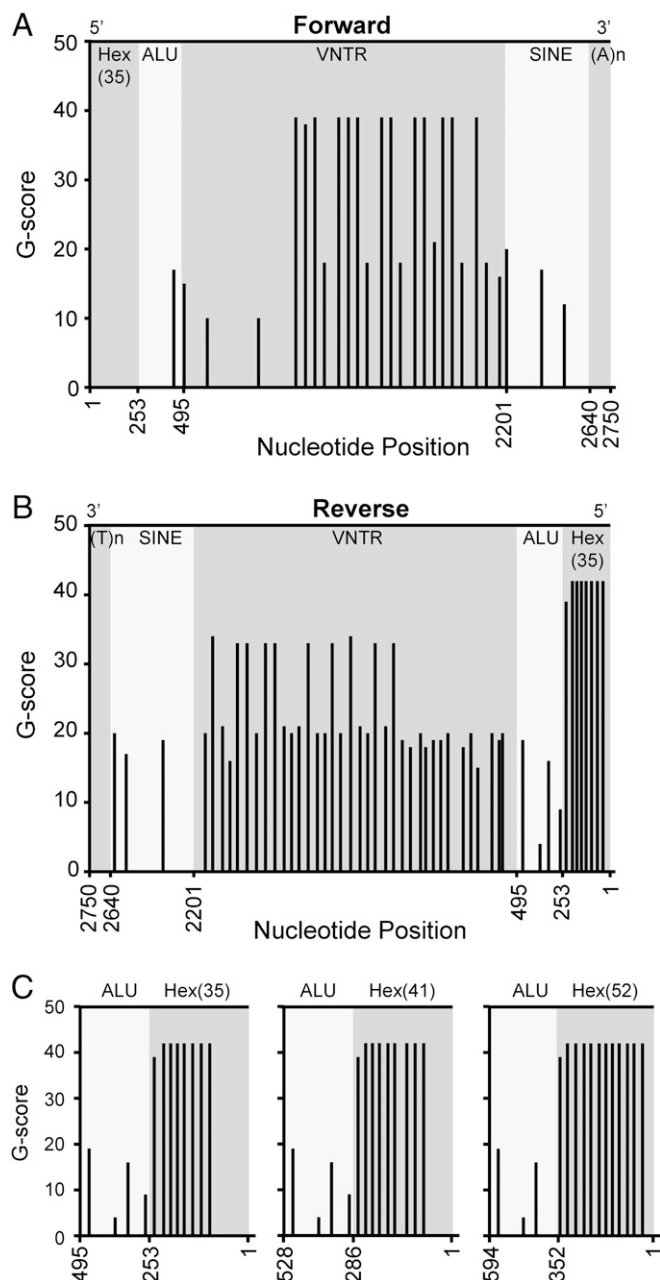 A
Forward
5’
3’
Hex
(35)
ALU
VNTR
SINE
(A)n
50
40
30
20
10
0
G-score
1
253
495
2201
2640
2750
Nucleotide Position
B
Reverse
3’
5’
(T)n
SINE
VNTR
ALU
Hex
(35)
50
40
30
20
10
0
G-score
2750
2640
2201
495
253
1
Nucleotide Position
C
ALU Hex(35)
ALU Hex(41)
ALU Hex(52)
50
40
30
20
10
0
G-score
495
253
1
528
286
1
594
352
1